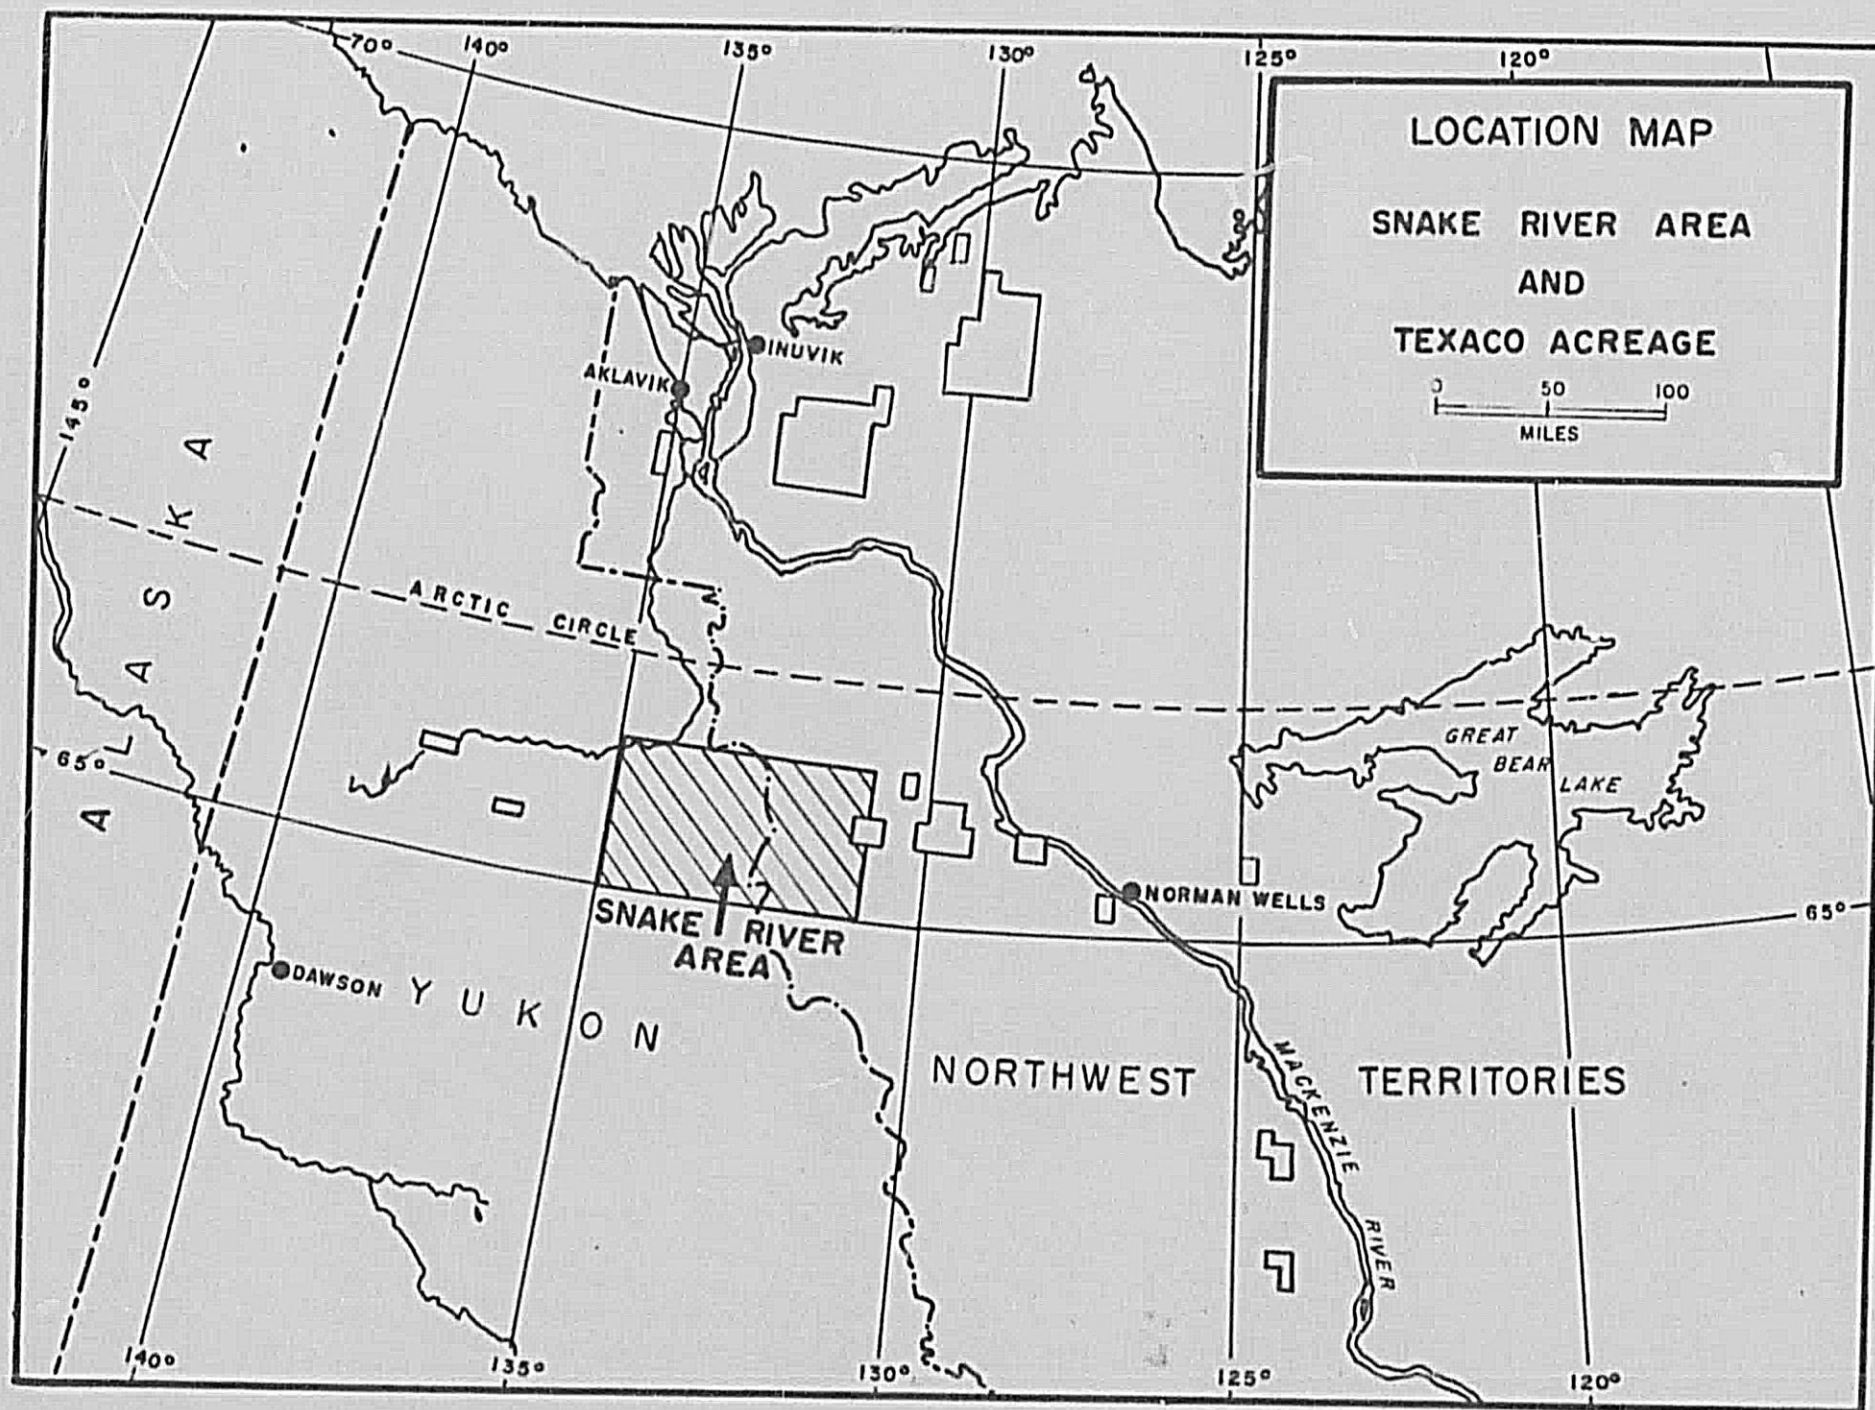 70° 140° 135° 130° 125° 120°
LOCATION MAP
SNAKE RIVER AREA
AND
TEXACO ACREAGE
0 50 100
MILES
INUVIK
AKLAVIK
145°
ALASKA
ARCTIC CIRCLE
GREAT
BEAR
LAKE
65°
NORMAN WELLS
65°
SNAKE RIVER
AREA
DAWSON
YUKON
NORTHWEST TERRITORIES
MACKENZIE
RIVER
140° 135° 130° 125° 120°